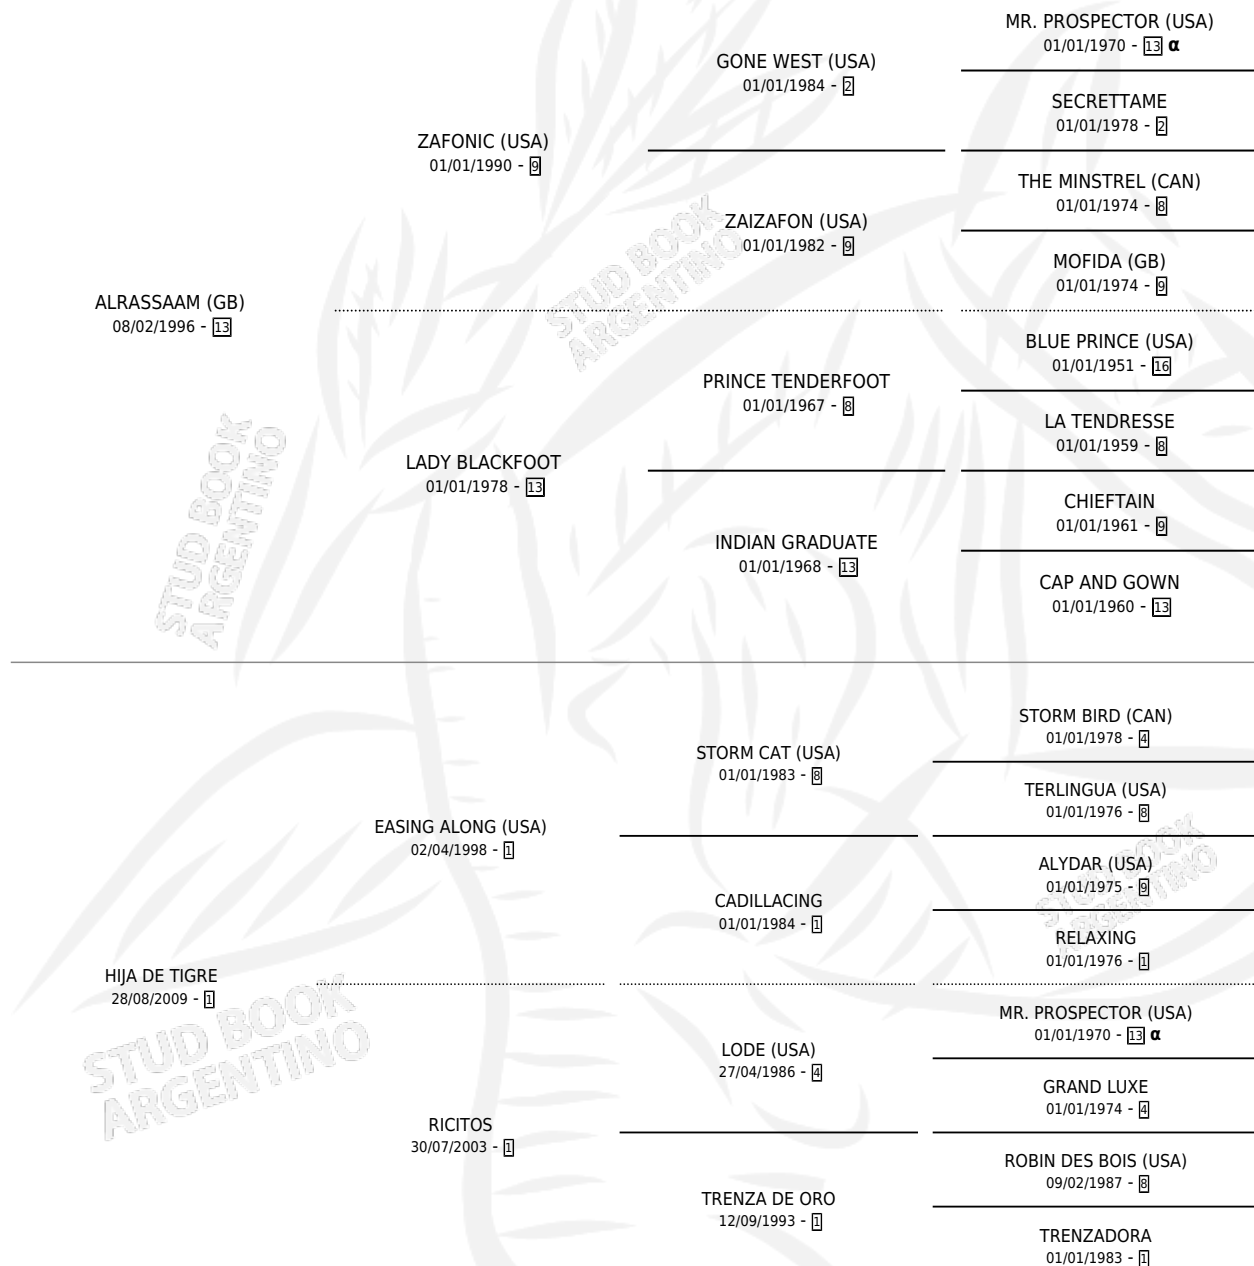 MR. PROSPECTOR (USA)
01/01/1970 - 13 α
GONE WEST (USA)
01/01/1984 - 2
SECRETTAME
01/01/1978 - 2
ZAFONIC (USA)
01/01/1990 - 9
THE MINSTREL (CAN)
01/01/1974 - 8
ZAIZAFON (USA)
01/01/1982 - 9
MOFIDA (GB)
01/01/1974 - 9
ALRASSAAM (GB)
08/02/1996 - 13
BLUE PRINCE (USA)
01/01/1951 - 16
PRINCE TENDERFOOT
01/01/1967 - 8
LA TENDRESSE
01/01/1959 - 8
LADY BLACKFOOT
01/01/1978 - 13
CHIEFTAIN
01/01/1961 - 9
INDIAN GRADUATE
01/01/1968 - 13
CAP AND GOWN
01/01/1960 - 13
STORM BIRD (CAN)
01/01/1978 - 4
STORM CAT (USA)
01/01/1983 - 8
TERLINGUA (USA)
01/01/1976 - 8
EASING ALONG (USA)
02/04/1998 - 1
ALYDAR (USA)
01/01/1975 - 9
CADILLACING
01/01/1984 - 1
RELAXING
01/01/1976 - 1
HIJA DE TIGRE
28/08/2009 - 1
MR. PROSPECTOR (USA)
01/01/1970 - 13 α
LODE (USA)
27/04/1986 - 4
GRAND LUXE
01/01/1974 - 4
RICITOS
30/07/2003 - 1
ROBIN DES BOIS (USA)
09/02/1987 - 8
TRENZA DE ORO
12/09/1993 - 1
TRENZADORA
01/01/1983 - 1
STUD BOOK
ARGENTINO
STUD BOOK
ARGENTINO
STUD BOOK
ARGENTINO
STUD BOOK
ARGENTINO